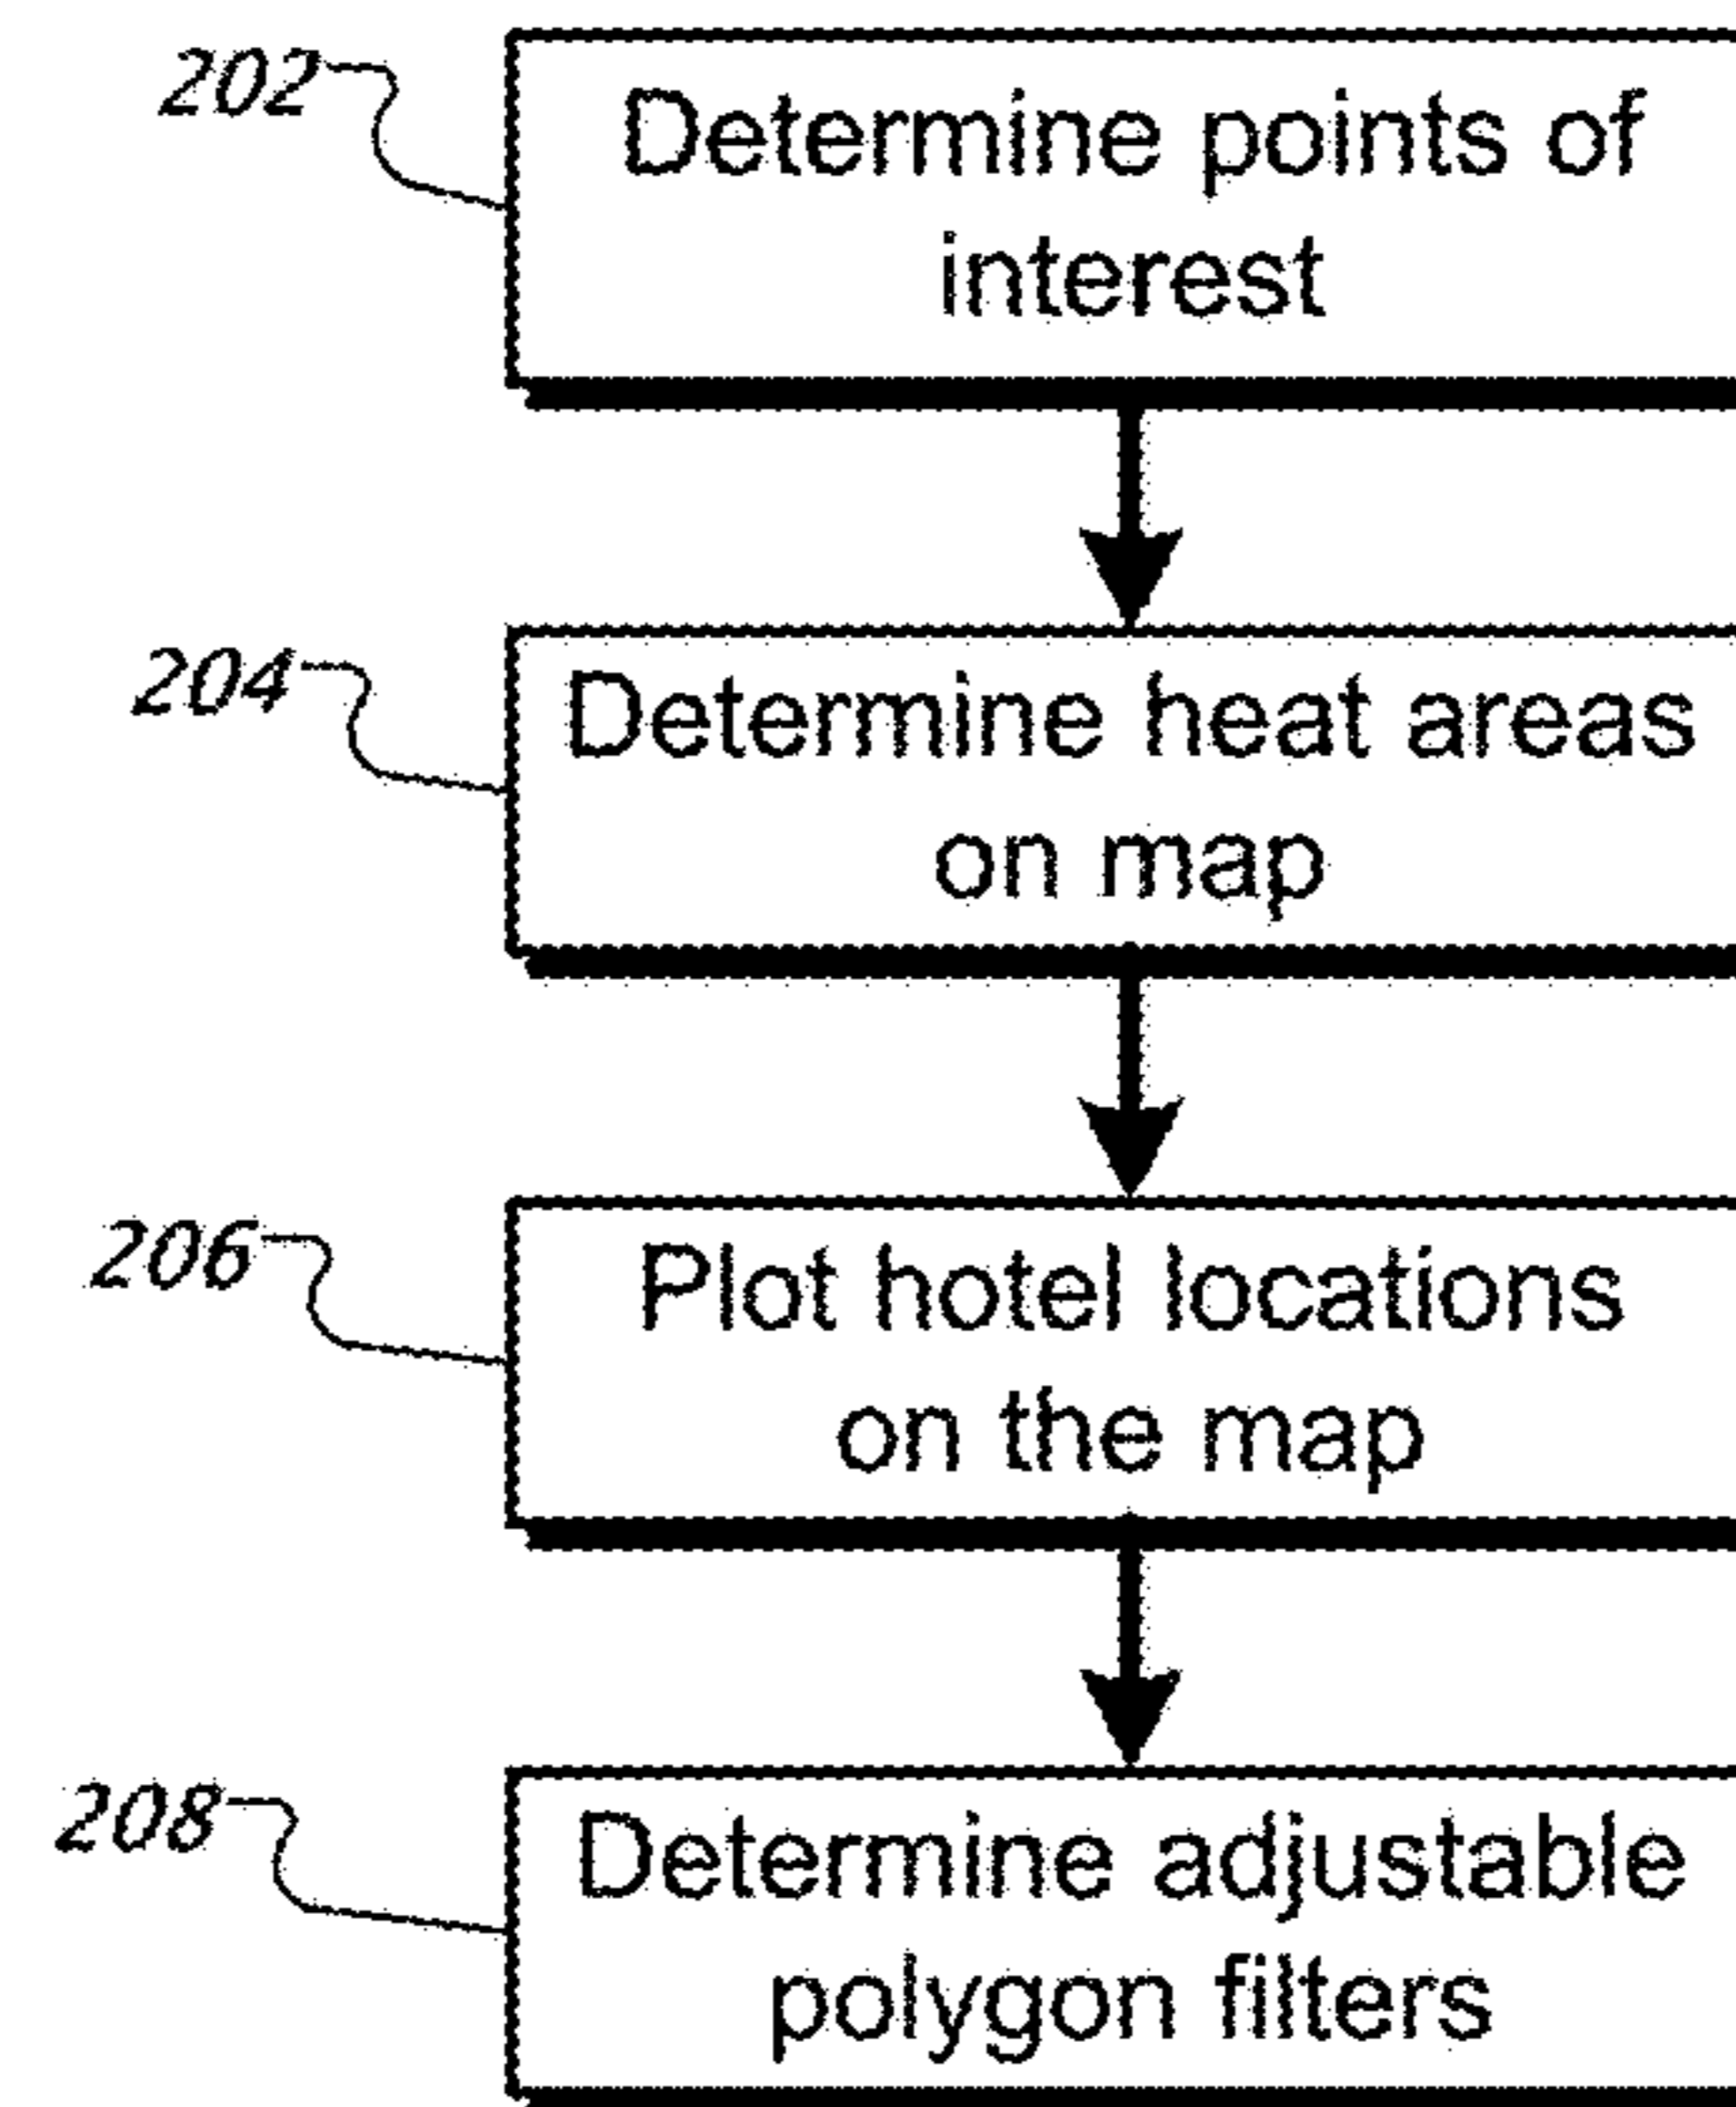 202
Determine points of
interest
204
Determine heat areas
on map
206
Plot hotel locations
on the map
208
Determine adjustable
polygon filters